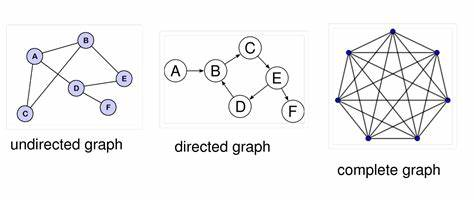 A
B
C
D
E
F
undirected graph
A
B
C
D
E
F
directed graph
complete graph